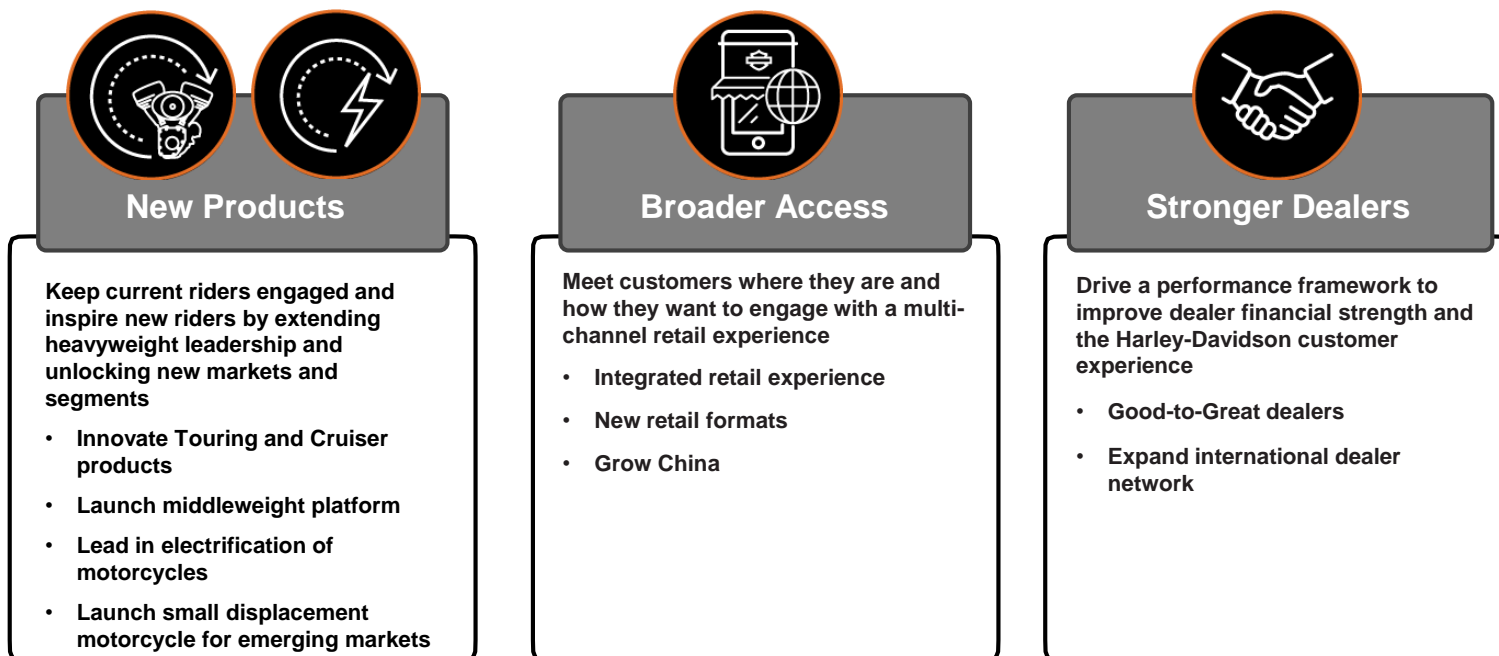 New Products
Keep current riders engaged and
inspire new riders by extending
heavyweight leadership and
unlocking new markets and
segments
• Innovate Touring and Cruiser
products
• Launch middleweight platform
• Lead in electrification of
motorcycles
• Launch small displacement
motorcycle for emerging markets
Broader Access
Meet customers where they are and
how they want to engage with a multi-
channel retail experience
• Integrated retail experience
• New retail formats
• Grow China
Stronger Dealers
Drive a performance framework to
improve dealer financial strength and
the Harley-Davidson customer
experience
• Good-to-Great dealers
• Expand international dealer
network